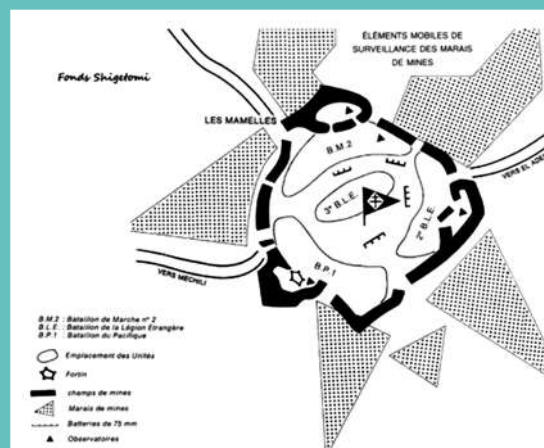 ÉLÉMENTS MOBILES DE
SURVEILLANCE DES MARAIS
DE MINES
Fonds Shigetomi
LES MAMELLES
B.M.2
VERS EL ADEM
3e B.L.E.
2e B.L.E.
B.P.1
VERS MECHILI
B.M.2 : Bataillon de Marche n° 2
B.L.E. : Bataillon de la Légion Etrangère
B.P.1 : Bataillon du Pacifique
Emplacement des Unités
Fortin
champs de mines
Marais de mines
Batteries de 75 mm
Observatoires